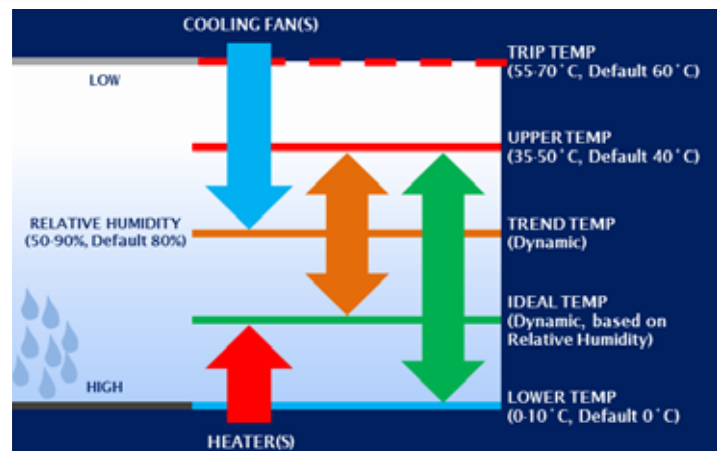 COOLING FAN(S)
TRIP TEMP
(55-70˚C, Default 60˚C)
LOW
UPPER TEMP
(35-50˚C, Default 40˚C)
RELATIVE HUMIDITY
(50-90%, Default 80%)
TREND TEMP
(Dynamic)
IDEAL TEMP
(Dynamic, based on
Relative Humidity)
HIGH
LOWER TEMP
(0-10˚C, Default 0˚C)
HEATER(S)